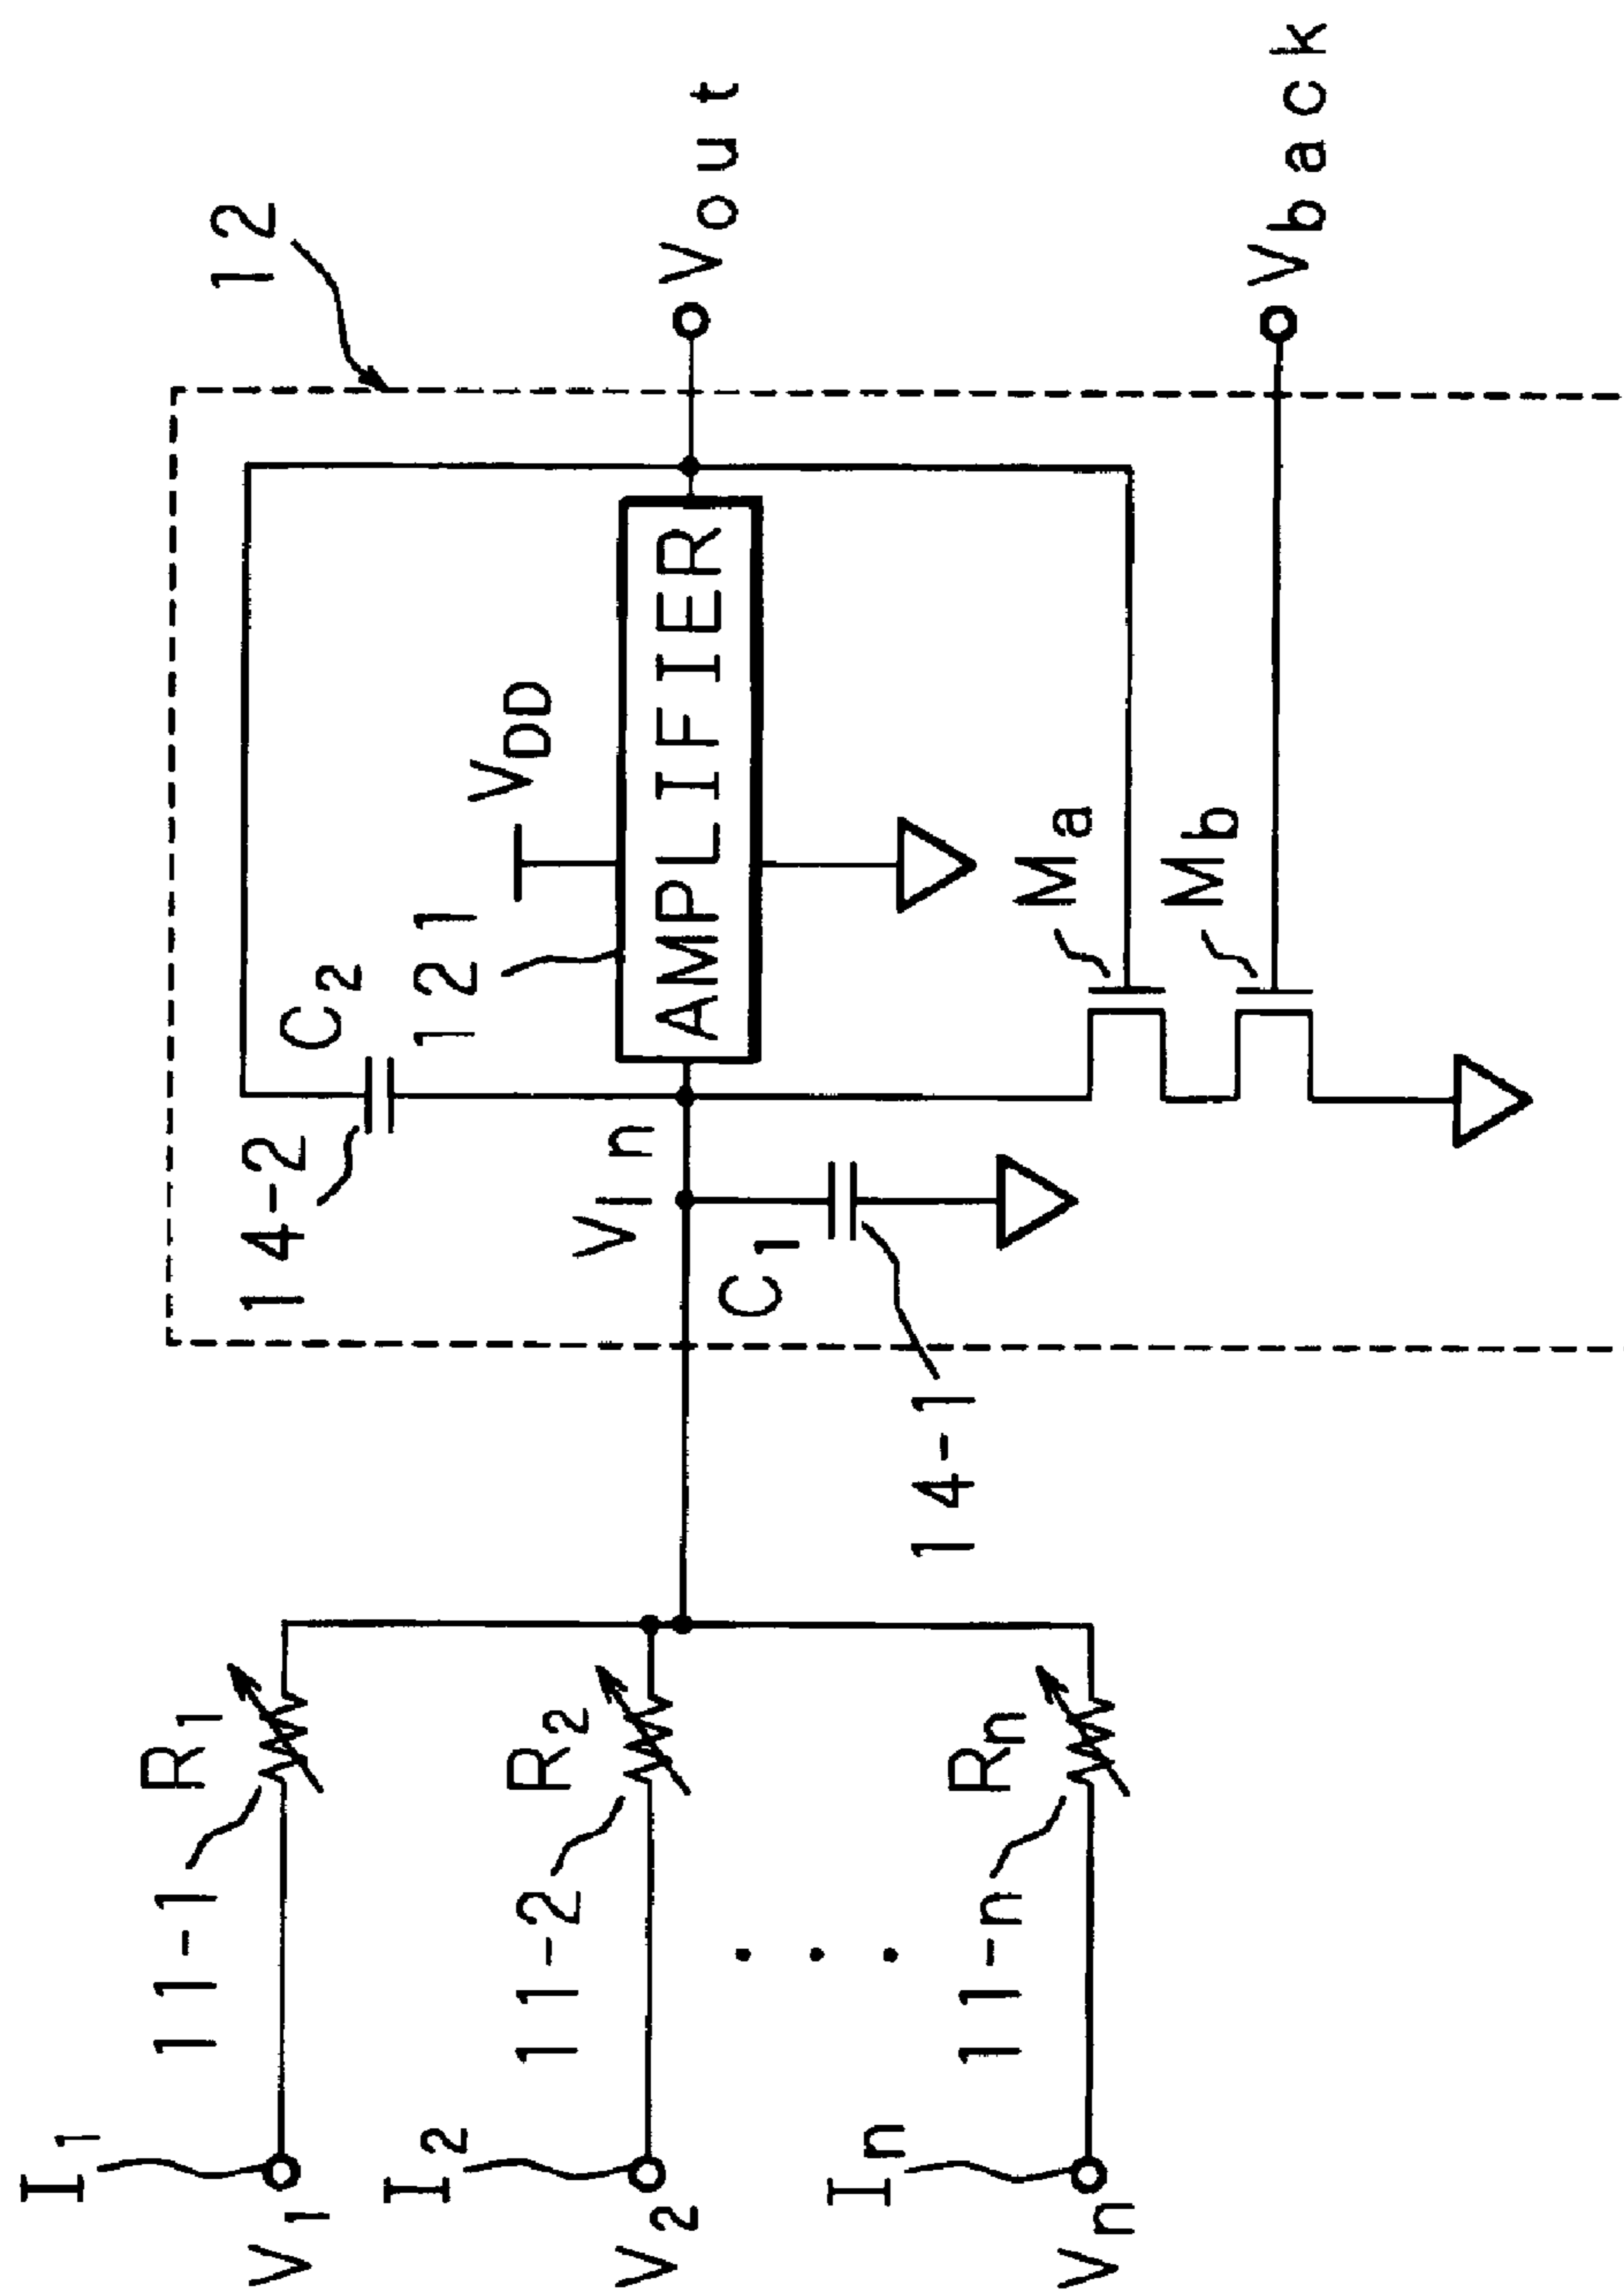 12
14-2
C2
121
VDD
Vin
AMPLIFIER
Vout
C1
14-1
Ma
Mb
Vback
I1
11-1
R1
V1
I2
11-2
R2
V2
In
11-n
Rn
Vn